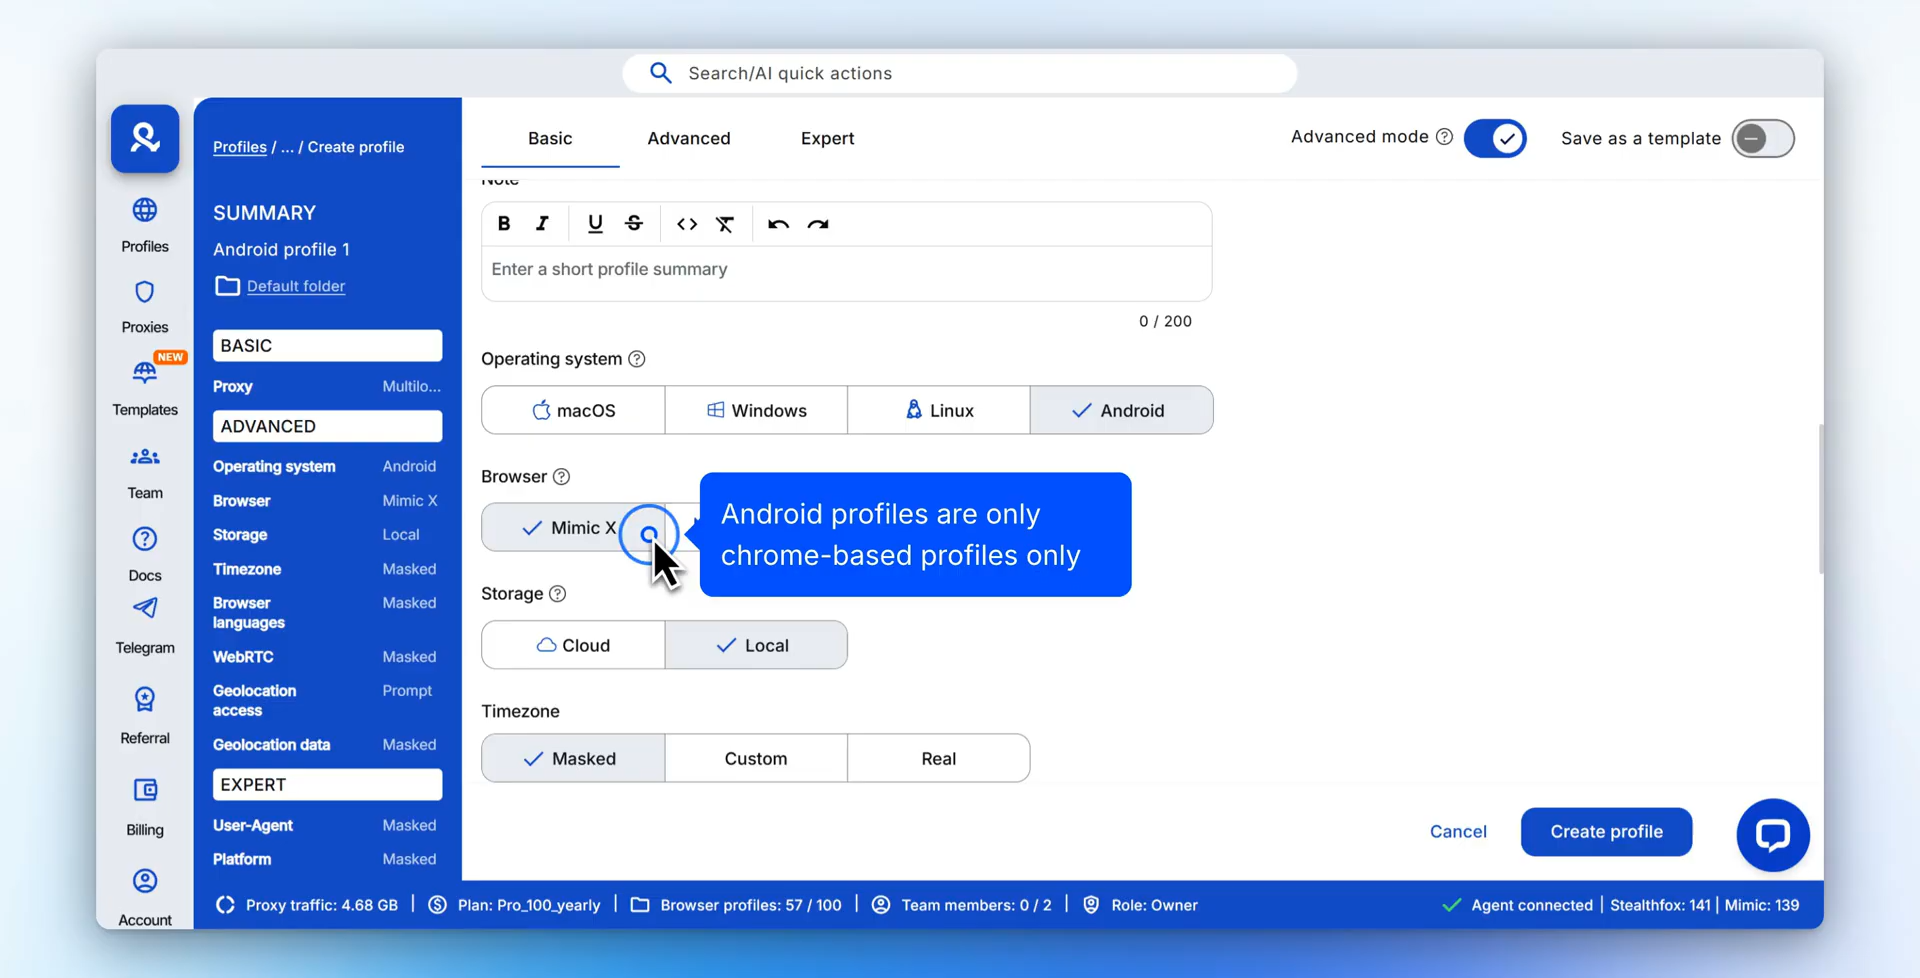 Search/AI quick actions
Profiles / ... / Create profile
SUMMARY
Android profile 1
Default folder
BASIC
Proxy Multilo...
ADVANCED
Operating system Android
Browser Mimic X
Storage Local
Timezone Masked
Browser languages Masked
WebRTC Masked
Geolocation access Prompt
Geolocation data Masked
EXPERT
User-Agent Masked
Platform Masked
Profiles
Proxies
NEW
Templates
Team
Docs
Telegram
Referral
Billing
Account
Basic Advanced Expert
Advanced mode
Save as a template
Note
B I U S
Enter a short profile summary
0 / 200
Operating system
macOS Windows Linux Android
Browser
Mimic X
Android profiles are only
chrome-based profiles only
Storage
Cloud Local
Timezone
Masked Custom Real
Cancel Create profile
Proxy traffic: 4.68 GB | Plan: Pro_100_yearly | Browser profiles: 57 / 100 | Team members: 0 / 2 | Role: Owner
Agent connected | Stealthfox: 141 | Mimic: 139